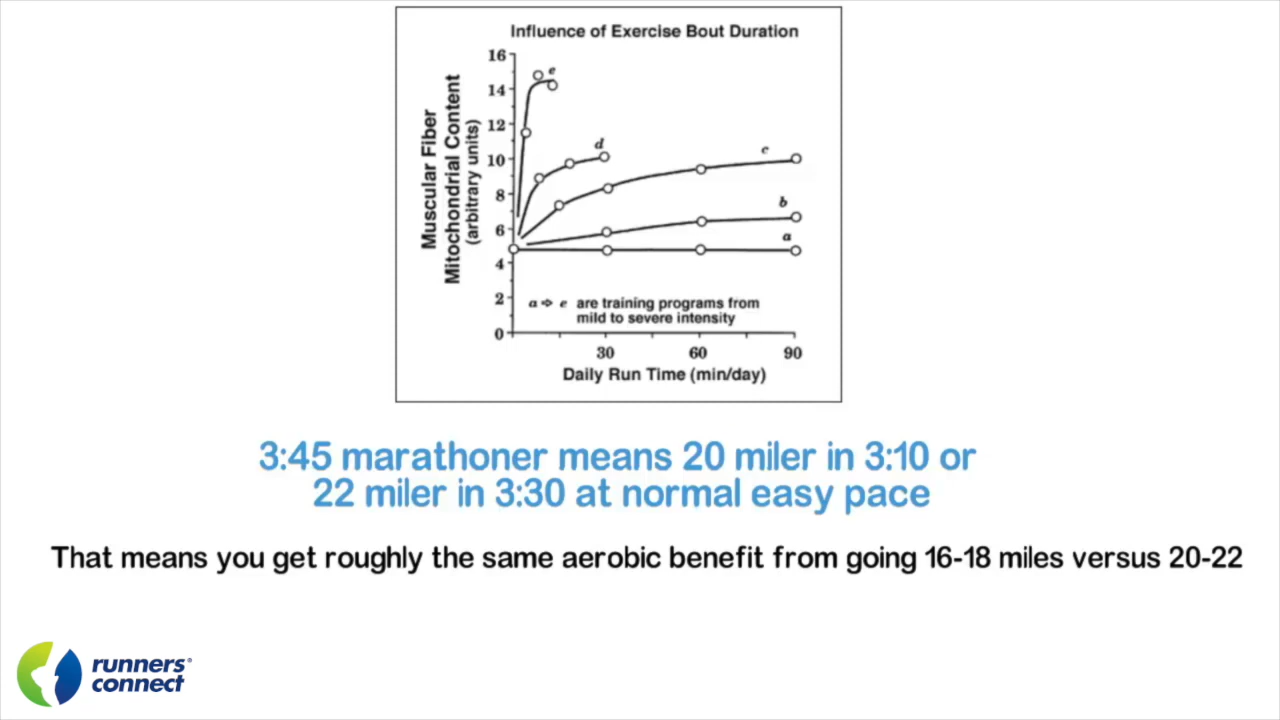 Influence of Exercise Bout Duration
Muscular Fiber
Mitochondrial Content
(arbitrary units)
16
14
12
10
8
6
4
2
0
e
d
c
b
a
a ⇨ e are training programs from
mild to severe intensity
30 60 90
Daily Run Time (min/day)
3:45 marathoner means 20 miler in 3:10 or
22 miler in 3:30 at normal easy pace
That means you get roughly the same aerobic benefit from going 16-18 miles versus 20-22
runners®
connect